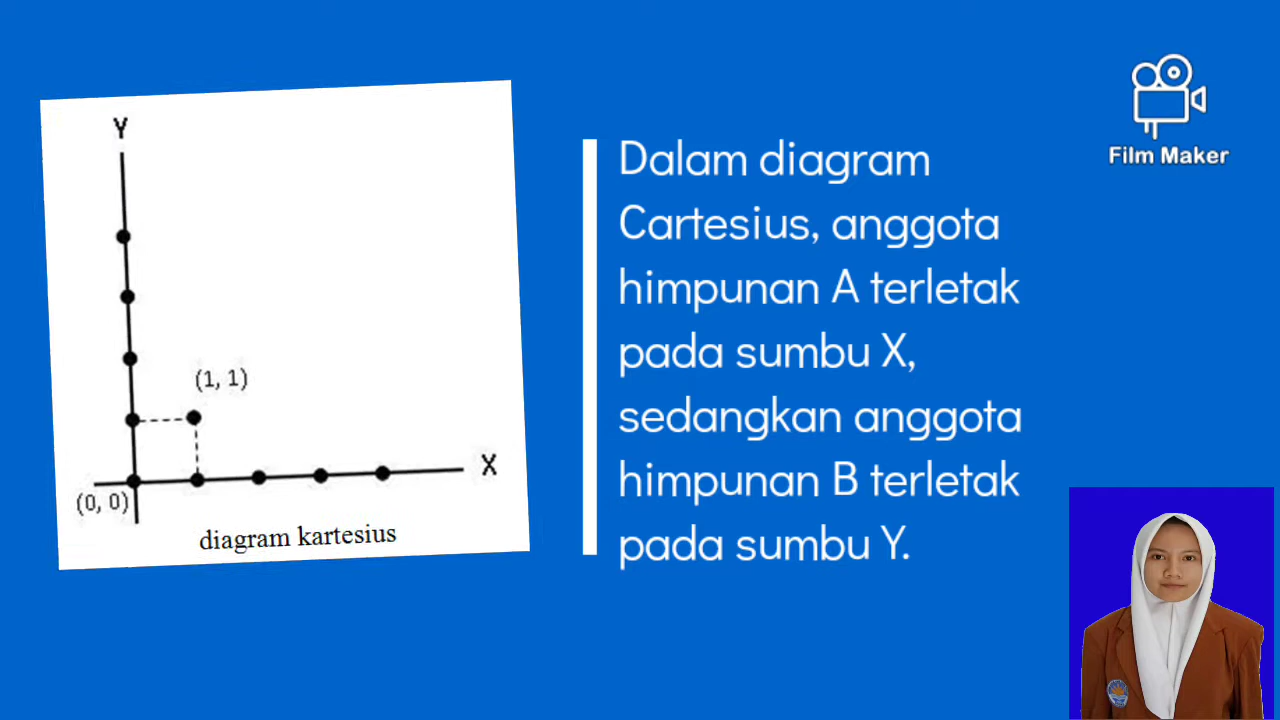 Y
(1, 1)
X
(0, 0)
diagram kartesius
Dalam diagram
Cartesius, anggota
himpunan A terletak
pada sumbu X,
sedangkan anggota
himpunan B terletak
pada sumbu Y.
Film Maker